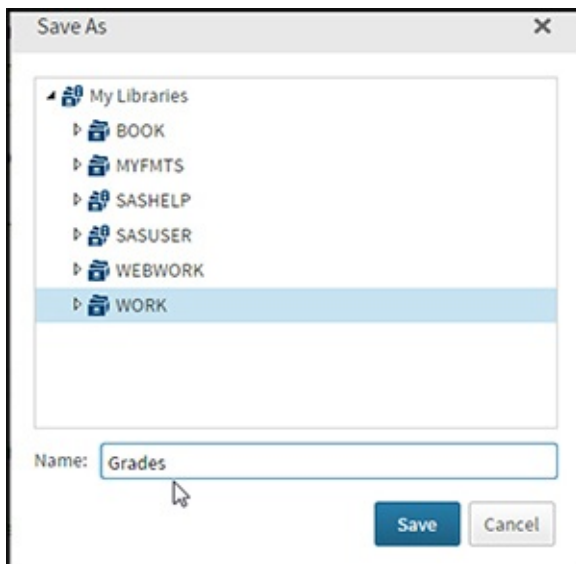 Save As
My Libraries
BOOK
MYFMTS
SASHELP
SASUSER
WEBWORK
WORK
Name: Grades
Save Cancel